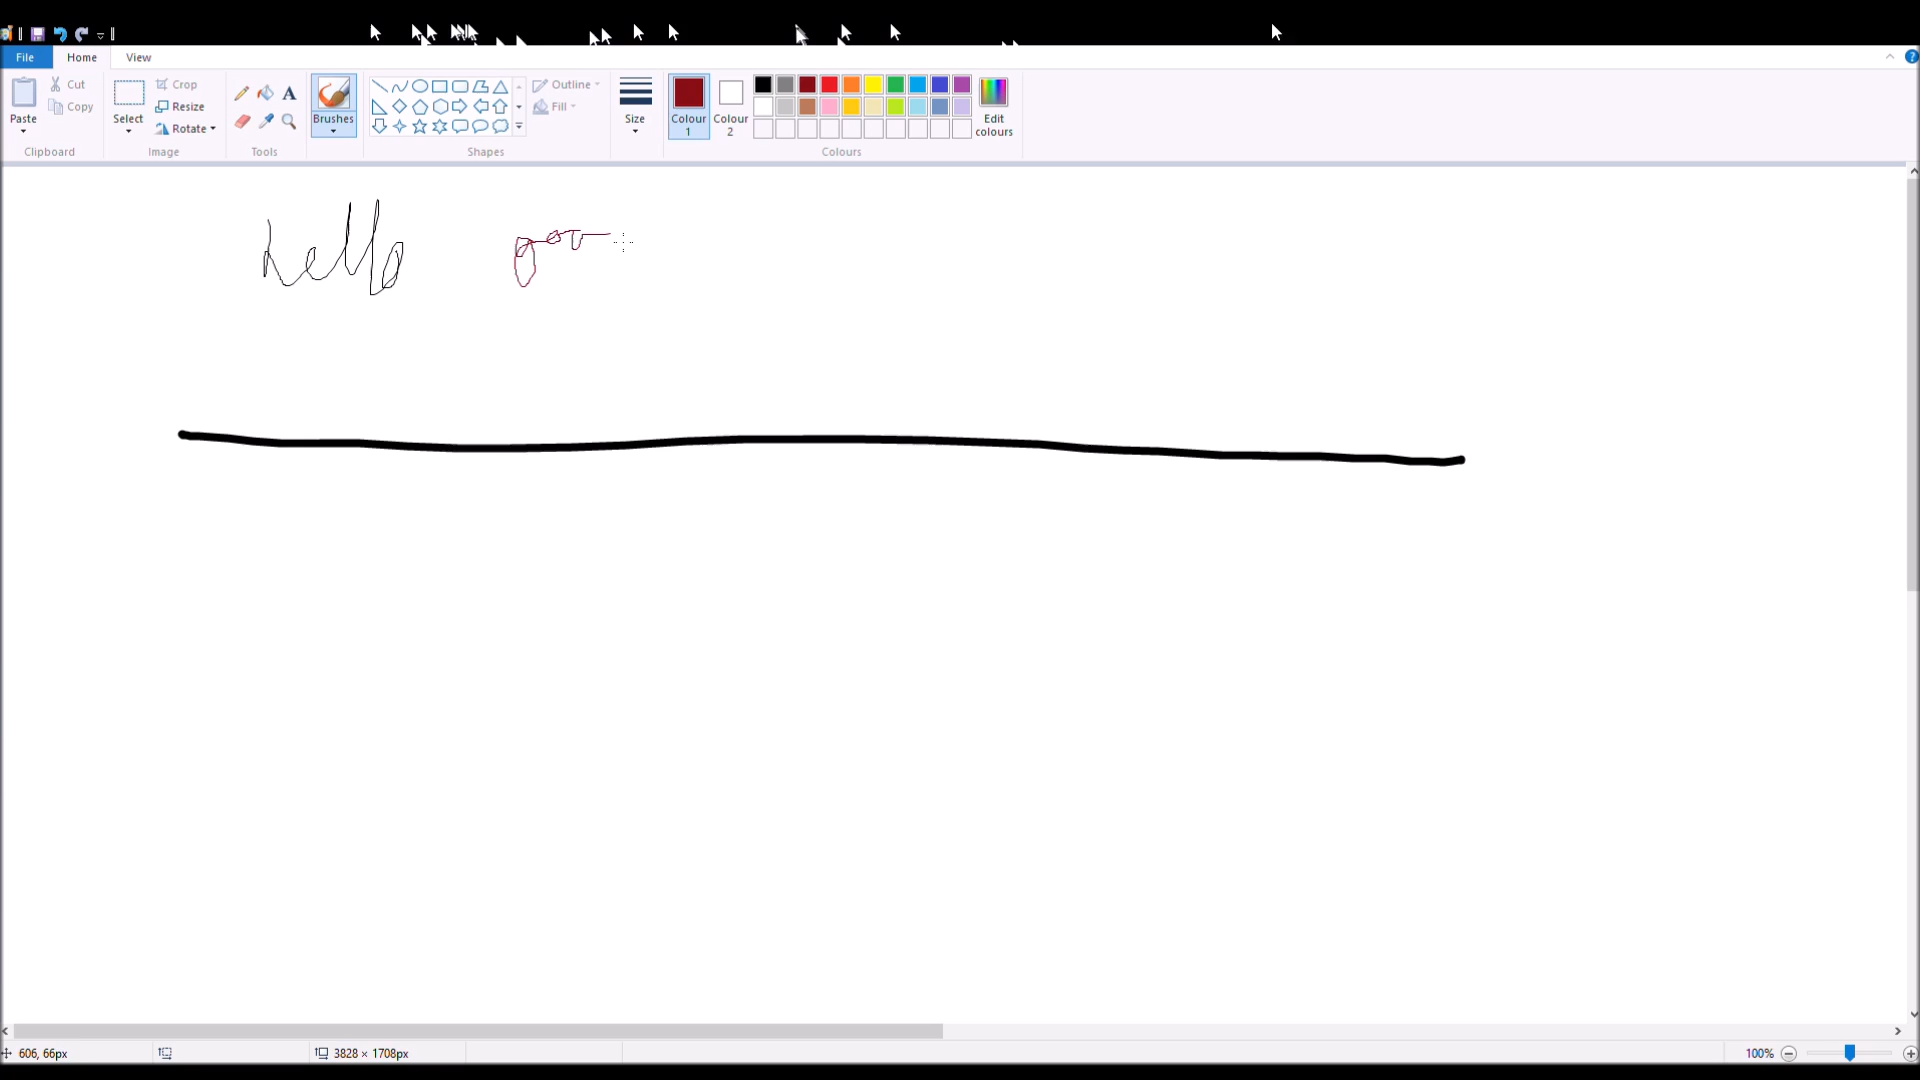 File Home View
Paste Cut Copy Clipboard
Select Crop Resize Rotate Image
Tools
Brushes
Shapes
Outline Fill
Size
Colour 1 Colour 2
Edit colours
Colours
hello goo
606, 66px 3828 × 1708px 100%